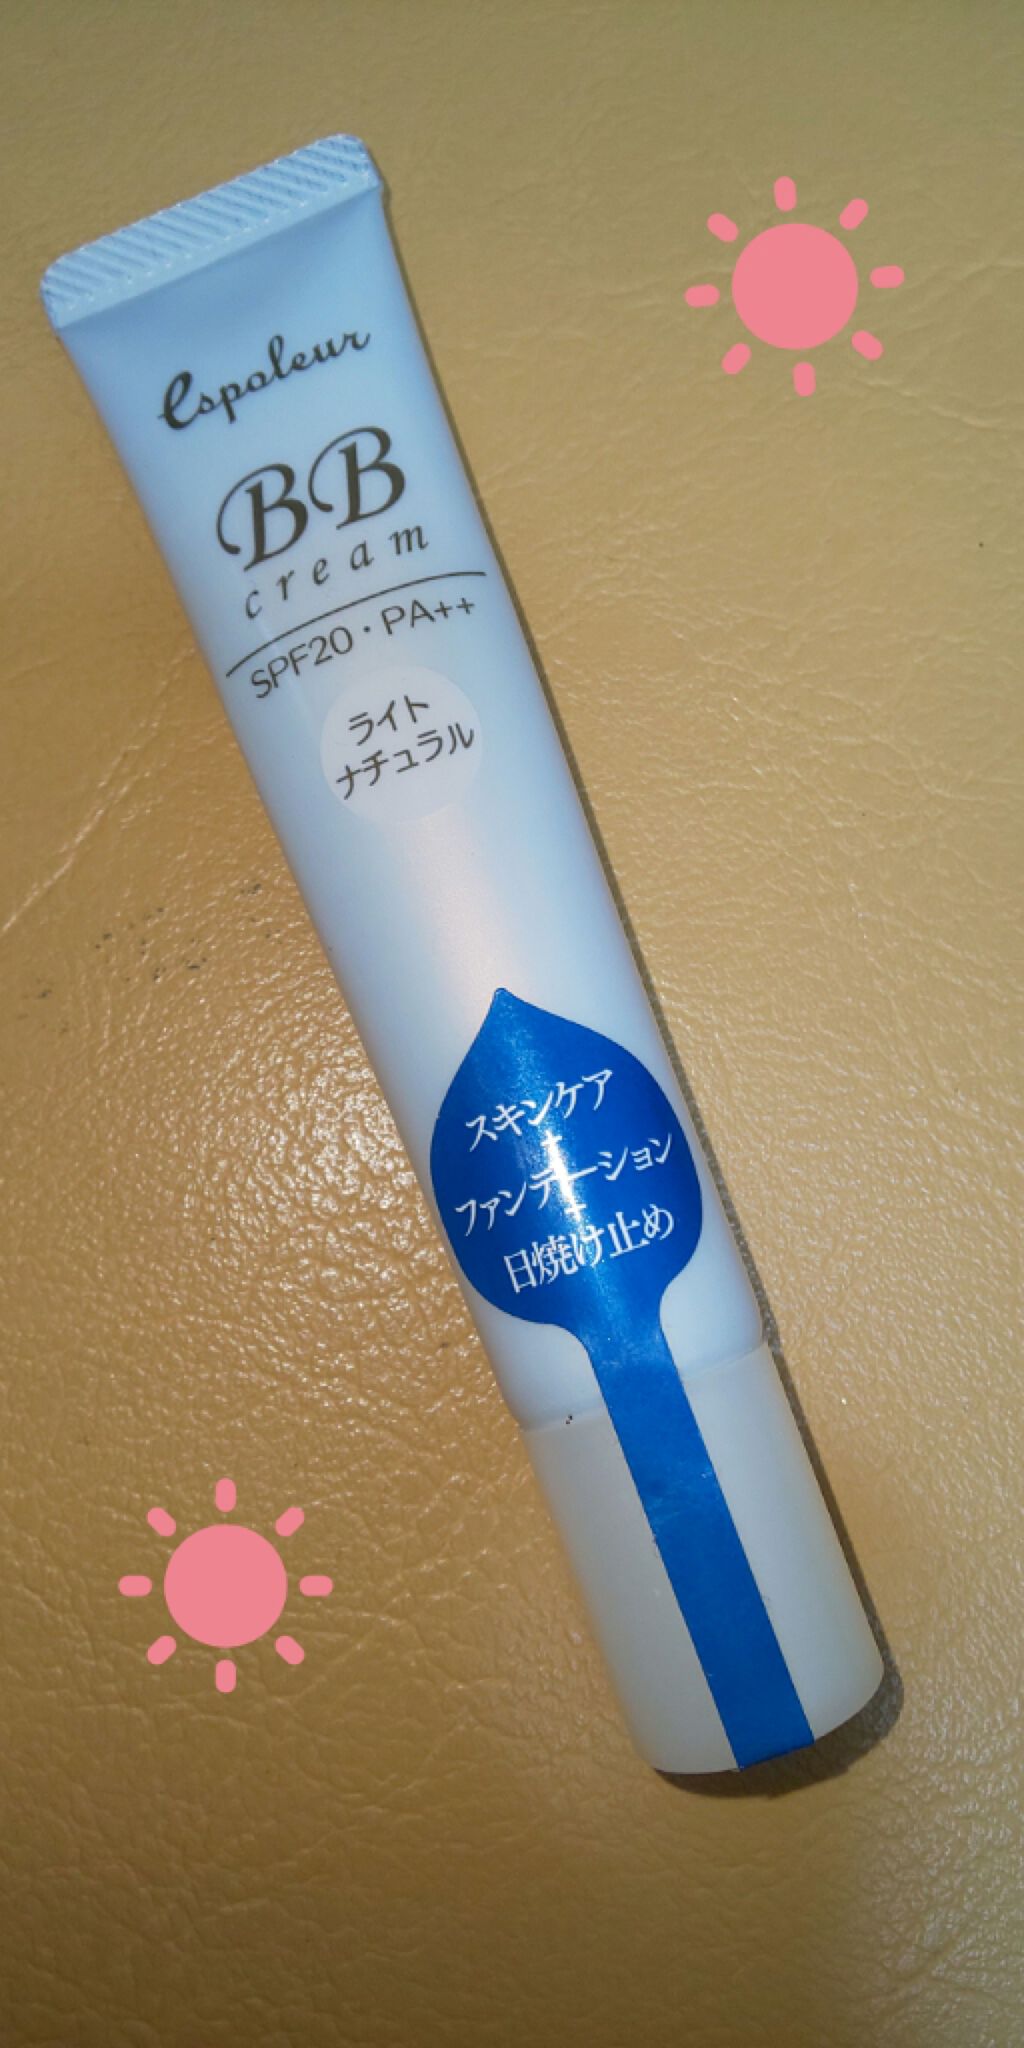 espoleur
BB
cream
SPF20・PA++
ライト
ナチュラル
スキンケア
+
ファンデーション
+
日焼け止め